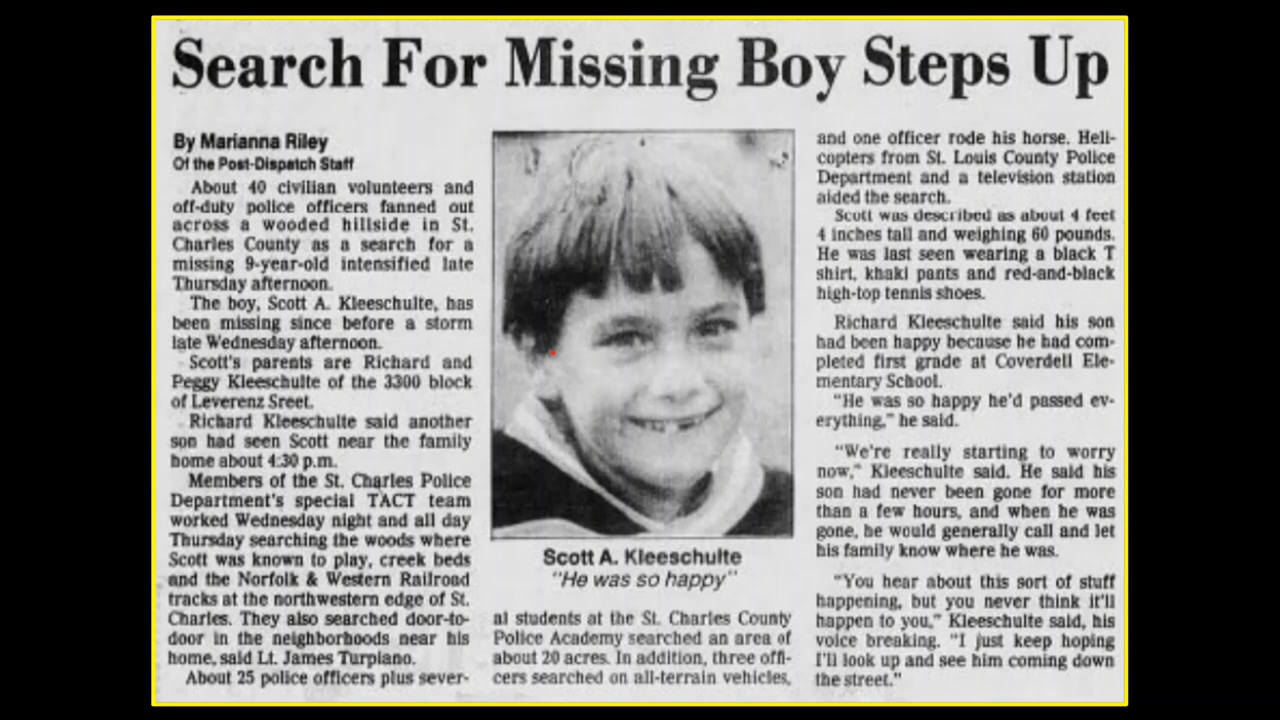 Search For Missing Boy Steps Up
By Marianna Riley
Of the Post-Dispatch Staff
About 40 civilian volunteers and
off-duty police officers fanned out
across a wooded hillside in St.
Charles County as a search for a
missing 9-year-old intensified late
Thursday afternoon.
The boy, Scott A. Kleeschulte, has
been missing since before a storm
late Wednesday afternoon.
Scott's parents are Richard and
Peggy Kleeschulte of the 3300 block
of Leverenz Sreet.
Richard Kleeschulte said another
son had seen Scott near the family
home about 4:30 p.m.
Members of the St. Charles Police
Department's special TACT team
worked Wednesday night and all day
Thursday searching the woods where
Scott was known to play, creek beds
and the Norfolk & Western Railroad
tracks at the northwestern edge of St.
Charles. They also searched door-to-
door in the neighborhoods near his
home, said Lt. James Turpiano.
About 25 police officers plus sever-
Scott A. Kleeschulte
"He was so happy"
al students at the St. Charles County
Police Academy searched an area of
about 20 acres. In addition, three offi-
cers searched on all-terrain vehicles,
and one officer rode his horse. Heli-
copters from St. Louis County Police
Department and a television station
aided the search.
Scott was described as about 4 feet
4 inches tall and weighing 60 pounds.
He was last seen wearing a black T
shirt, khaki pants and red-and-black
high-top tennis shoes.
Richard Kleeschulte said his son
had been happy because he had com-
pleted first grade at Coverdell Ele-
mentary School.
"He was so happy he'd passed ev-
erything," he said.
"We're really starting to worry
now," Kleeschulte said. He said his
son had never been gone for more
than a few hours, and when he was
gone, he would generally call and let
his family know where he was.
"You hear about this sort of stuff
happening, but you never think it'll
happen to you," Kleeschulte said, his
voice breaking. "I just keep hoping
I'll look up and see him coming down
the street."